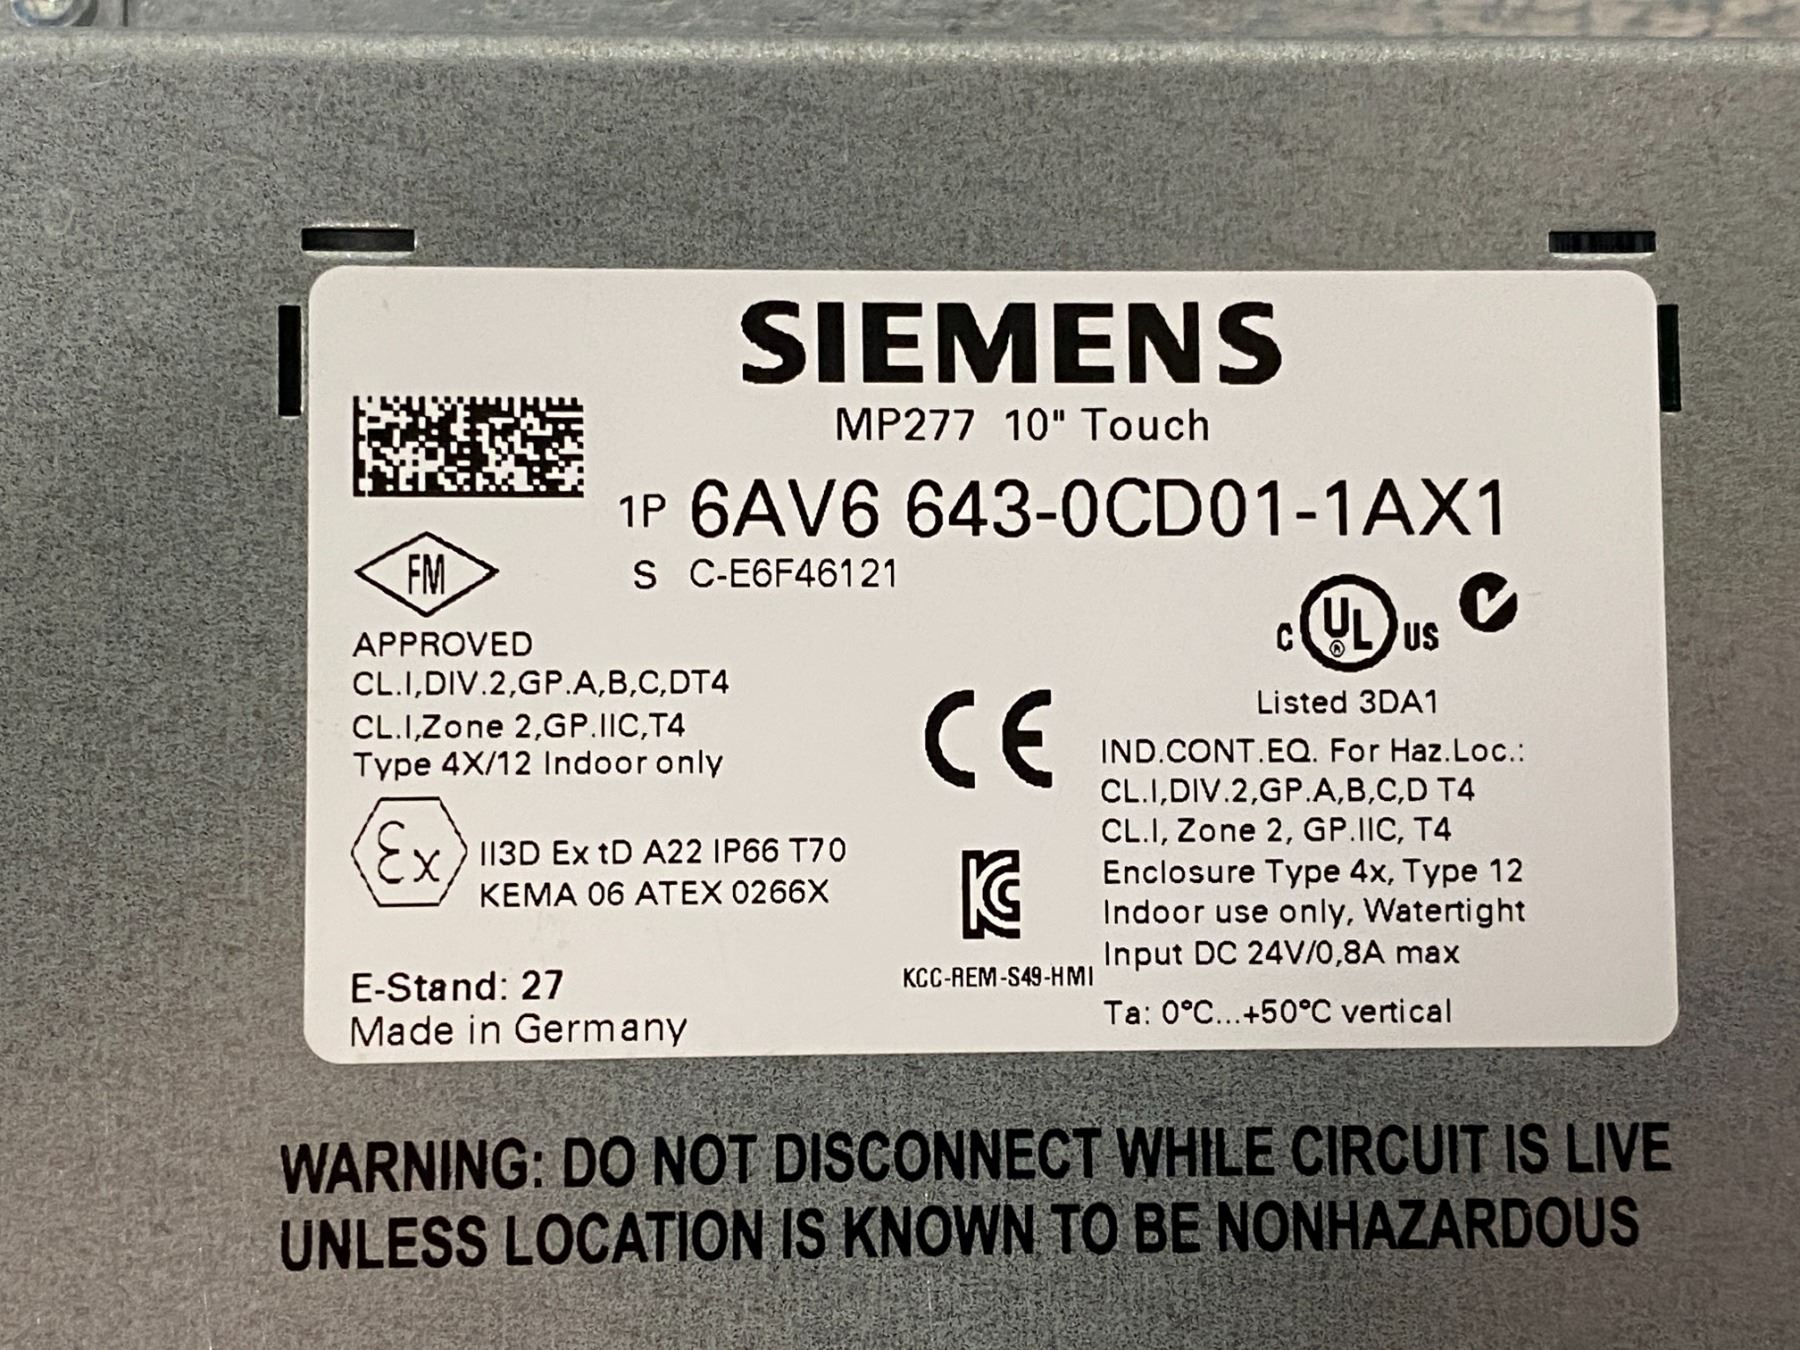 SIEMENS
MP277 10" Touch
1P 6AV6 643-0CD01-1AX1
S C-E6F46121
FM
APPROVED
CL.I,DIV.2,GP.A,B,C,DT4
CL.I,Zone 2,GP.IIC,T4
Type 4X/12 Indoor only
Ex II3D Ex tD A22 IP66 T70
KEMA 06 ATEX 0266X
E-Stand: 27
Made in Germany
CE
KC
KCC-REM-S49-HMI
C UL ® US
Listed 3DA1
IND.CONT.EQ. For Haz.Loc.:
CL.I,DIV.2,GP.A,B,C,D T4
CL.I, Zone 2, GP.IIC, T4
Enclosure Type 4x, Type 12
Indoor use only, Watertight
Input DC 24V/0,8A max
Ta: 0°C...+50°C vertical
WARNING: DO NOT DISCONNECT WHILE CIRCUIT IS LIVE
UNLESS LOCATION IS KNOWN TO BE NONHAZARDOUS